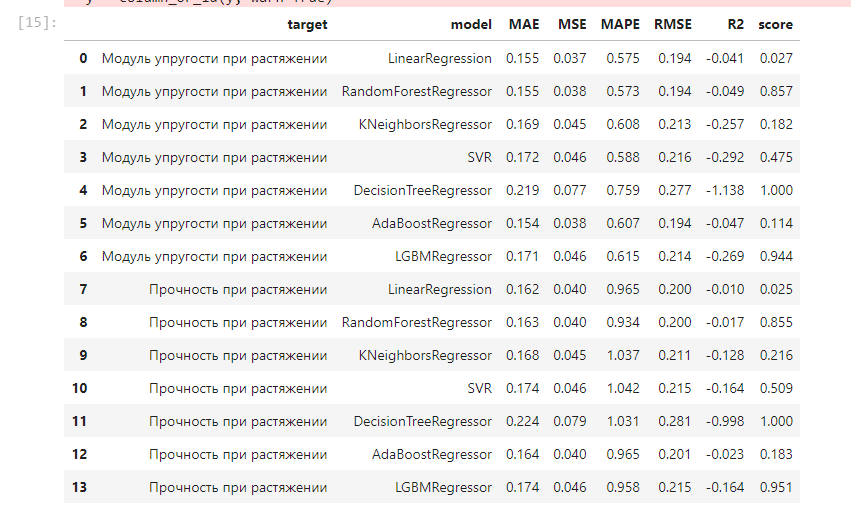 y = column_or_1d(y, warn=True)
[15]: target model MAE MSE MAPE RMSE R2 score
0 Модуль упругости при растяжении LinearRegression 0.155 0.037 0.575 0.194 -0.041 0.027
1 Модуль упругости при растяжении RandomForestRegressor 0.155 0.038 0.573 0.194 -0.049 0.857
2 Модуль упругости при растяжении KNeighborsRegressor 0.169 0.045 0.608 0.213 -0.257 0.182
3 Модуль упругости при растяжении SVR 0.172 0.046 0.588 0.216 -0.292 0.475
4 Модуль упругости при растяжении DecisionTreeRegressor 0.219 0.077 0.759 0.277 -1.138 1.000
5 Модуль упругости при растяжении AdaBoostRegressor 0.154 0.038 0.607 0.194 -0.047 0.114
6 Модуль упругости при растяжении LGBMRegressor 0.171 0.046 0.615 0.214 -0.269 0.944
7 Прочность при растяжении LinearRegression 0.162 0.040 0.965 0.200 -0.010 0.025
8 Прочность при растяжении RandomForestRegressor 0.163 0.040 0.934 0.200 -0.017 0.855
9 Прочность при растяжении KNeighborsRegressor 0.168 0.045 1.037 0.211 -0.128 0.216
10 Прочность при растяжении SVR 0.174 0.046 1.042 0.215 -0.164 0.509
11 Прочность при растяжении DecisionTreeRegressor 0.224 0.079 1.031 0.281 -0.998 1.000
12 Прочность при растяжении AdaBoostRegressor 0.164 0.040 0.965 0.201 -0.023 0.183
13 Прочность при растяжении LGBMRegressor 0.174 0.046 0.958 0.215 -0.164 0.951